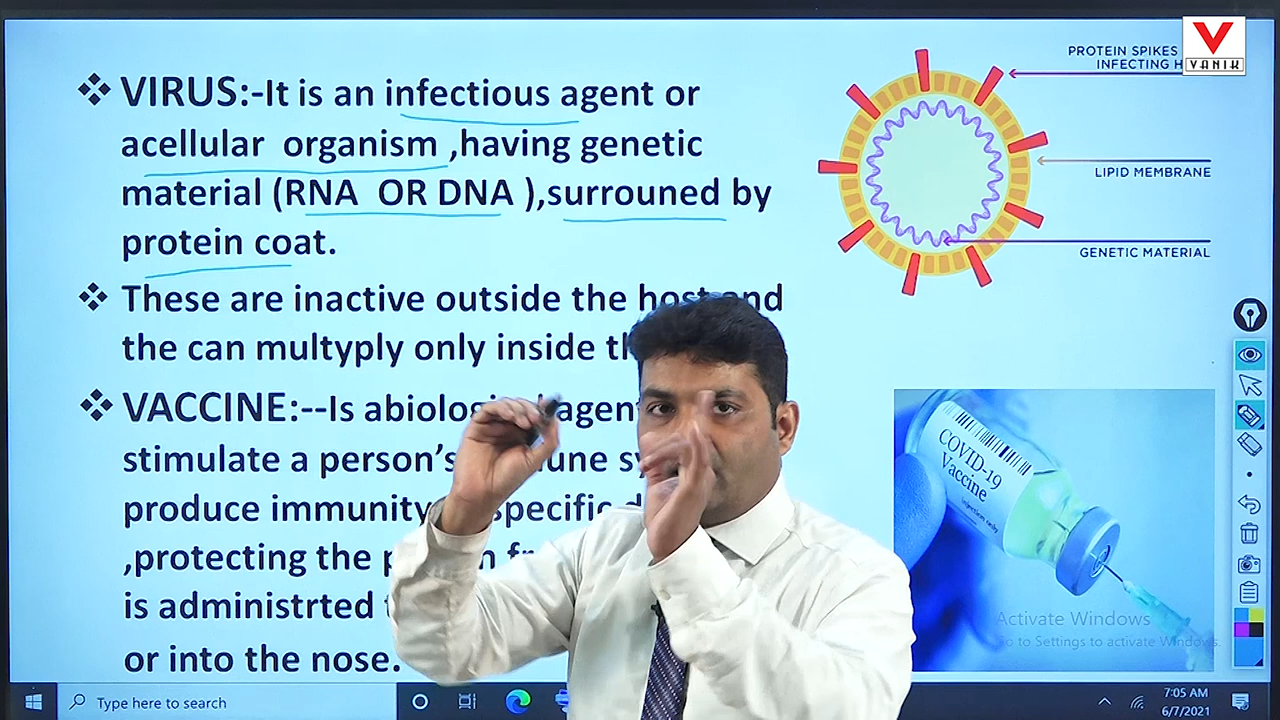 ❖ VIRUS:-It is an infectious agent or
acellular organism ,having genetic
material (RNA OR DNA ),surrouned by
protein coat.
❖ These are inactive outside the host and
the can multyply only inside
❖ VACCINE:--Is abiological agent
stimulate a person's immune
produce immunity specific
,protecting the
is administrted
or into the nose.
PROTEIN SPIKES
INFECTING
LIPID MEMBRANE
GENETIC MATERIAL
V
VANIK
COVID-19
Vaccine
Injection only
Activate Windows
Go to Settings to activate Windows.
Type here to search
7:05 AM
6/7/2021